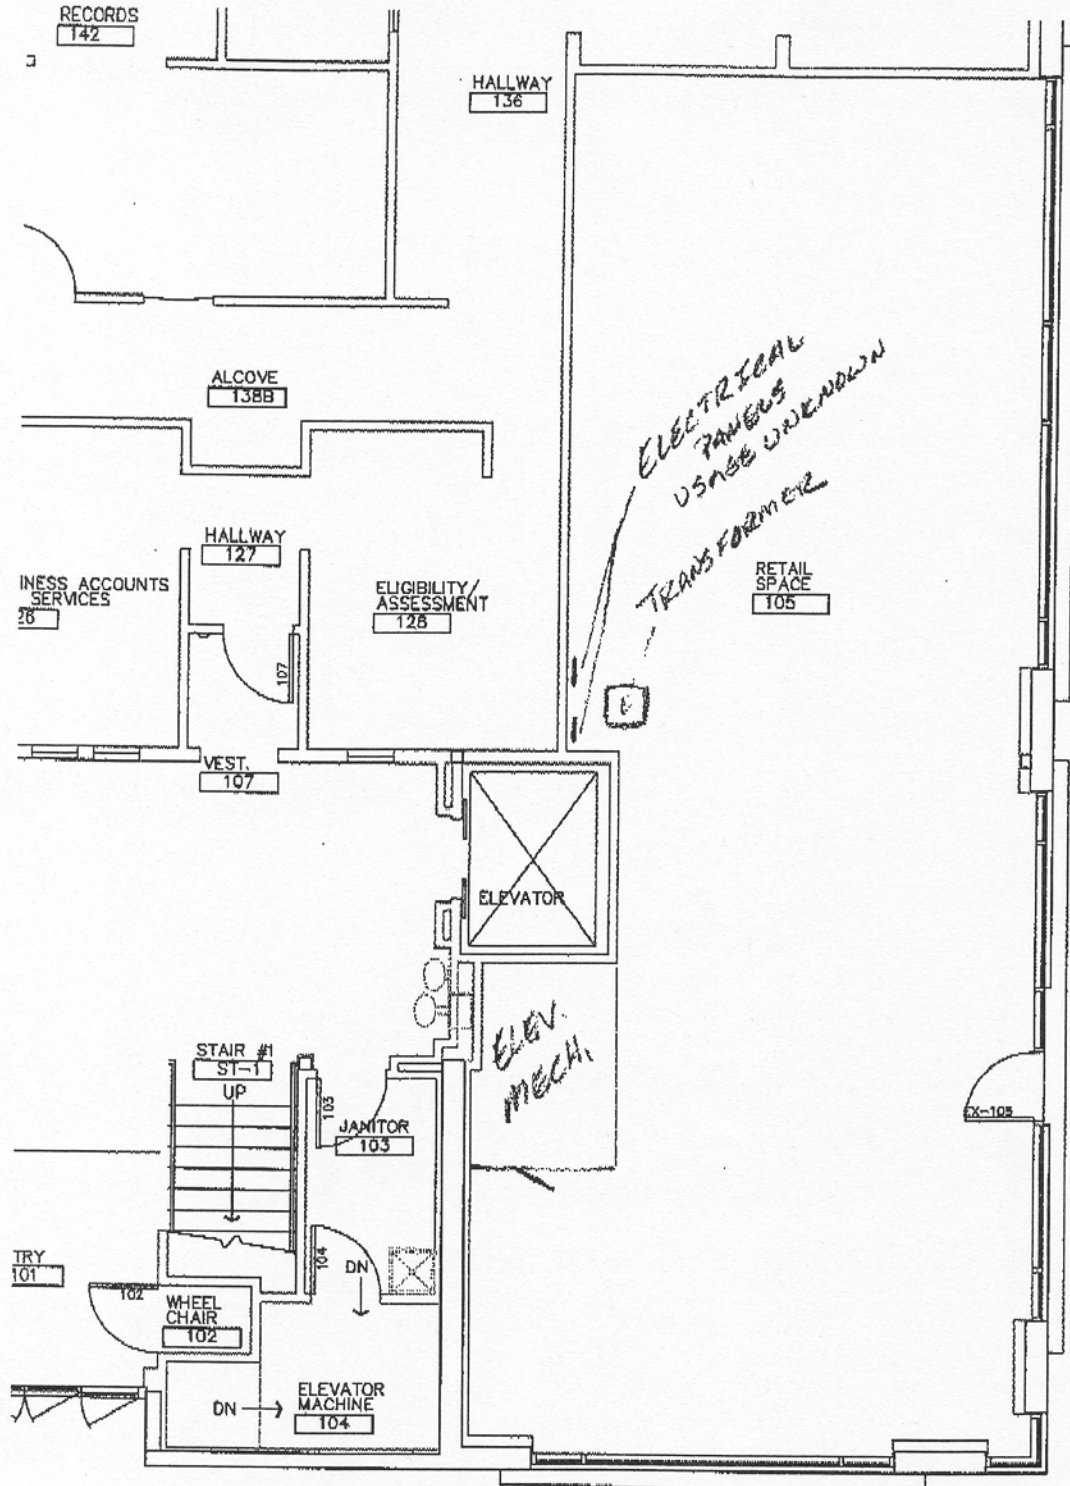 RECORDS
142
HALLWAY
136
ALCOVE
138B
ELECTRICAL
PANELS
USAGE UNKNOWN
TRANSFORMER
HALLWAY
127
INESS ACCOUNTS
SERVICES
26
ELIGIBILITY/
ASSESSMENT
128
RETAIL
SPACE
105
107
E
VEST.
107
ELEVATOR
ELEV.
MECH.
STAIR #1
ST-1
UP
103
JANITOR
103
EX-105
TRY
101
104
DN
102
WHEEL
CHAIR
102
DN
ELEVATOR
MACHINE
104